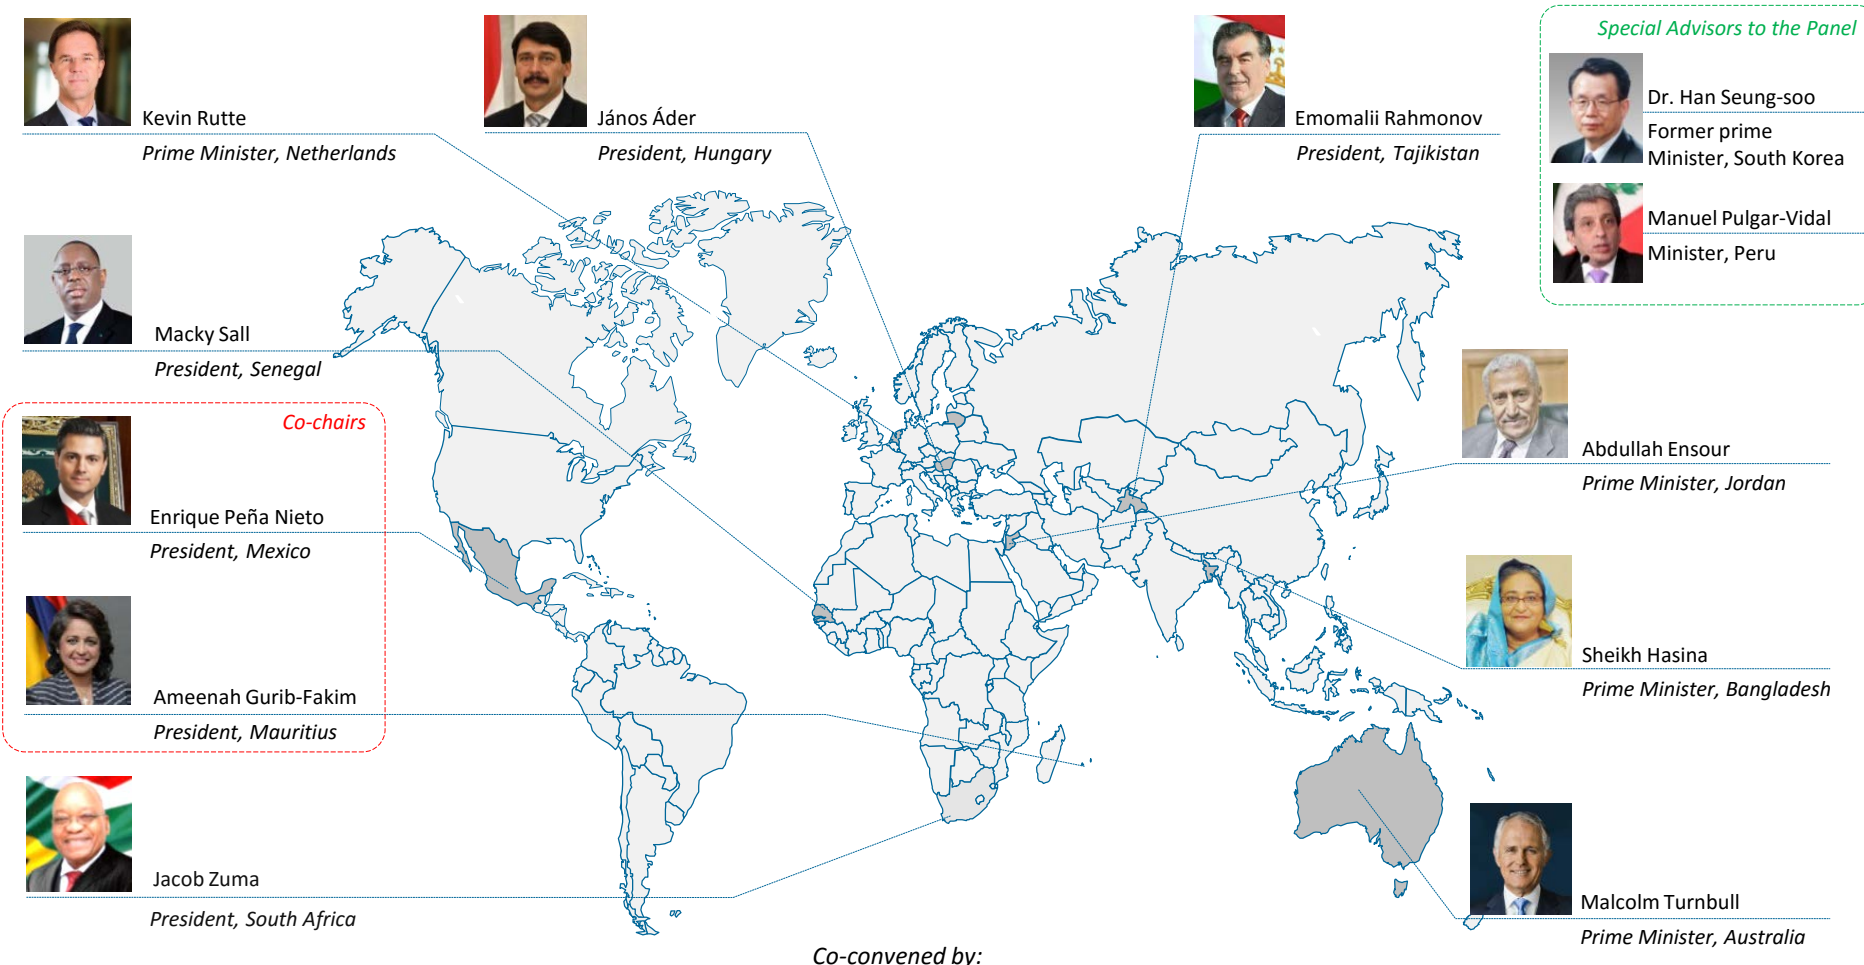 Kevin Rutte
Prime Minister, Netherlands
János Áder
President, Hungary
Emomalii Rahmonov
President, Tajikistan
Special Advisors to the Panel
Dr. Han Seung-soo
Former prime
Minister, South Korea
Manuel Pulgar-Vidal
Minister, Peru
Macky Sall
President, Senegal
Co-chairs
Enrique Peña Nieto
President, Mexico
Ameenah Gurib-Fakim
President, Mauritius
Jacob Zuma
President, South Africa
Abdullah Ensour
Prime Minister, Jordan
Sheikh Hasina
Prime Minister, Bangladesh
Malcolm Turnbull
Prime Minister, Australia
Co-convened by: